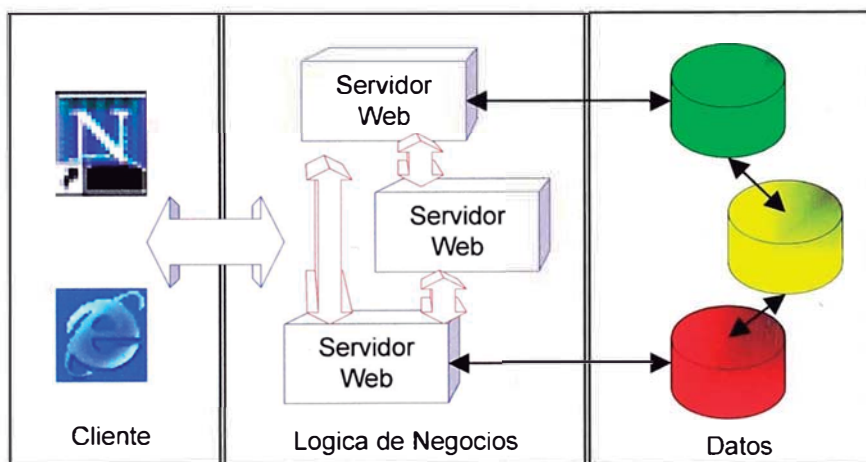 Servidor
Web
N
Servidor
Web
Servidor
Web
Cliente
Logica de Negocios
Datos